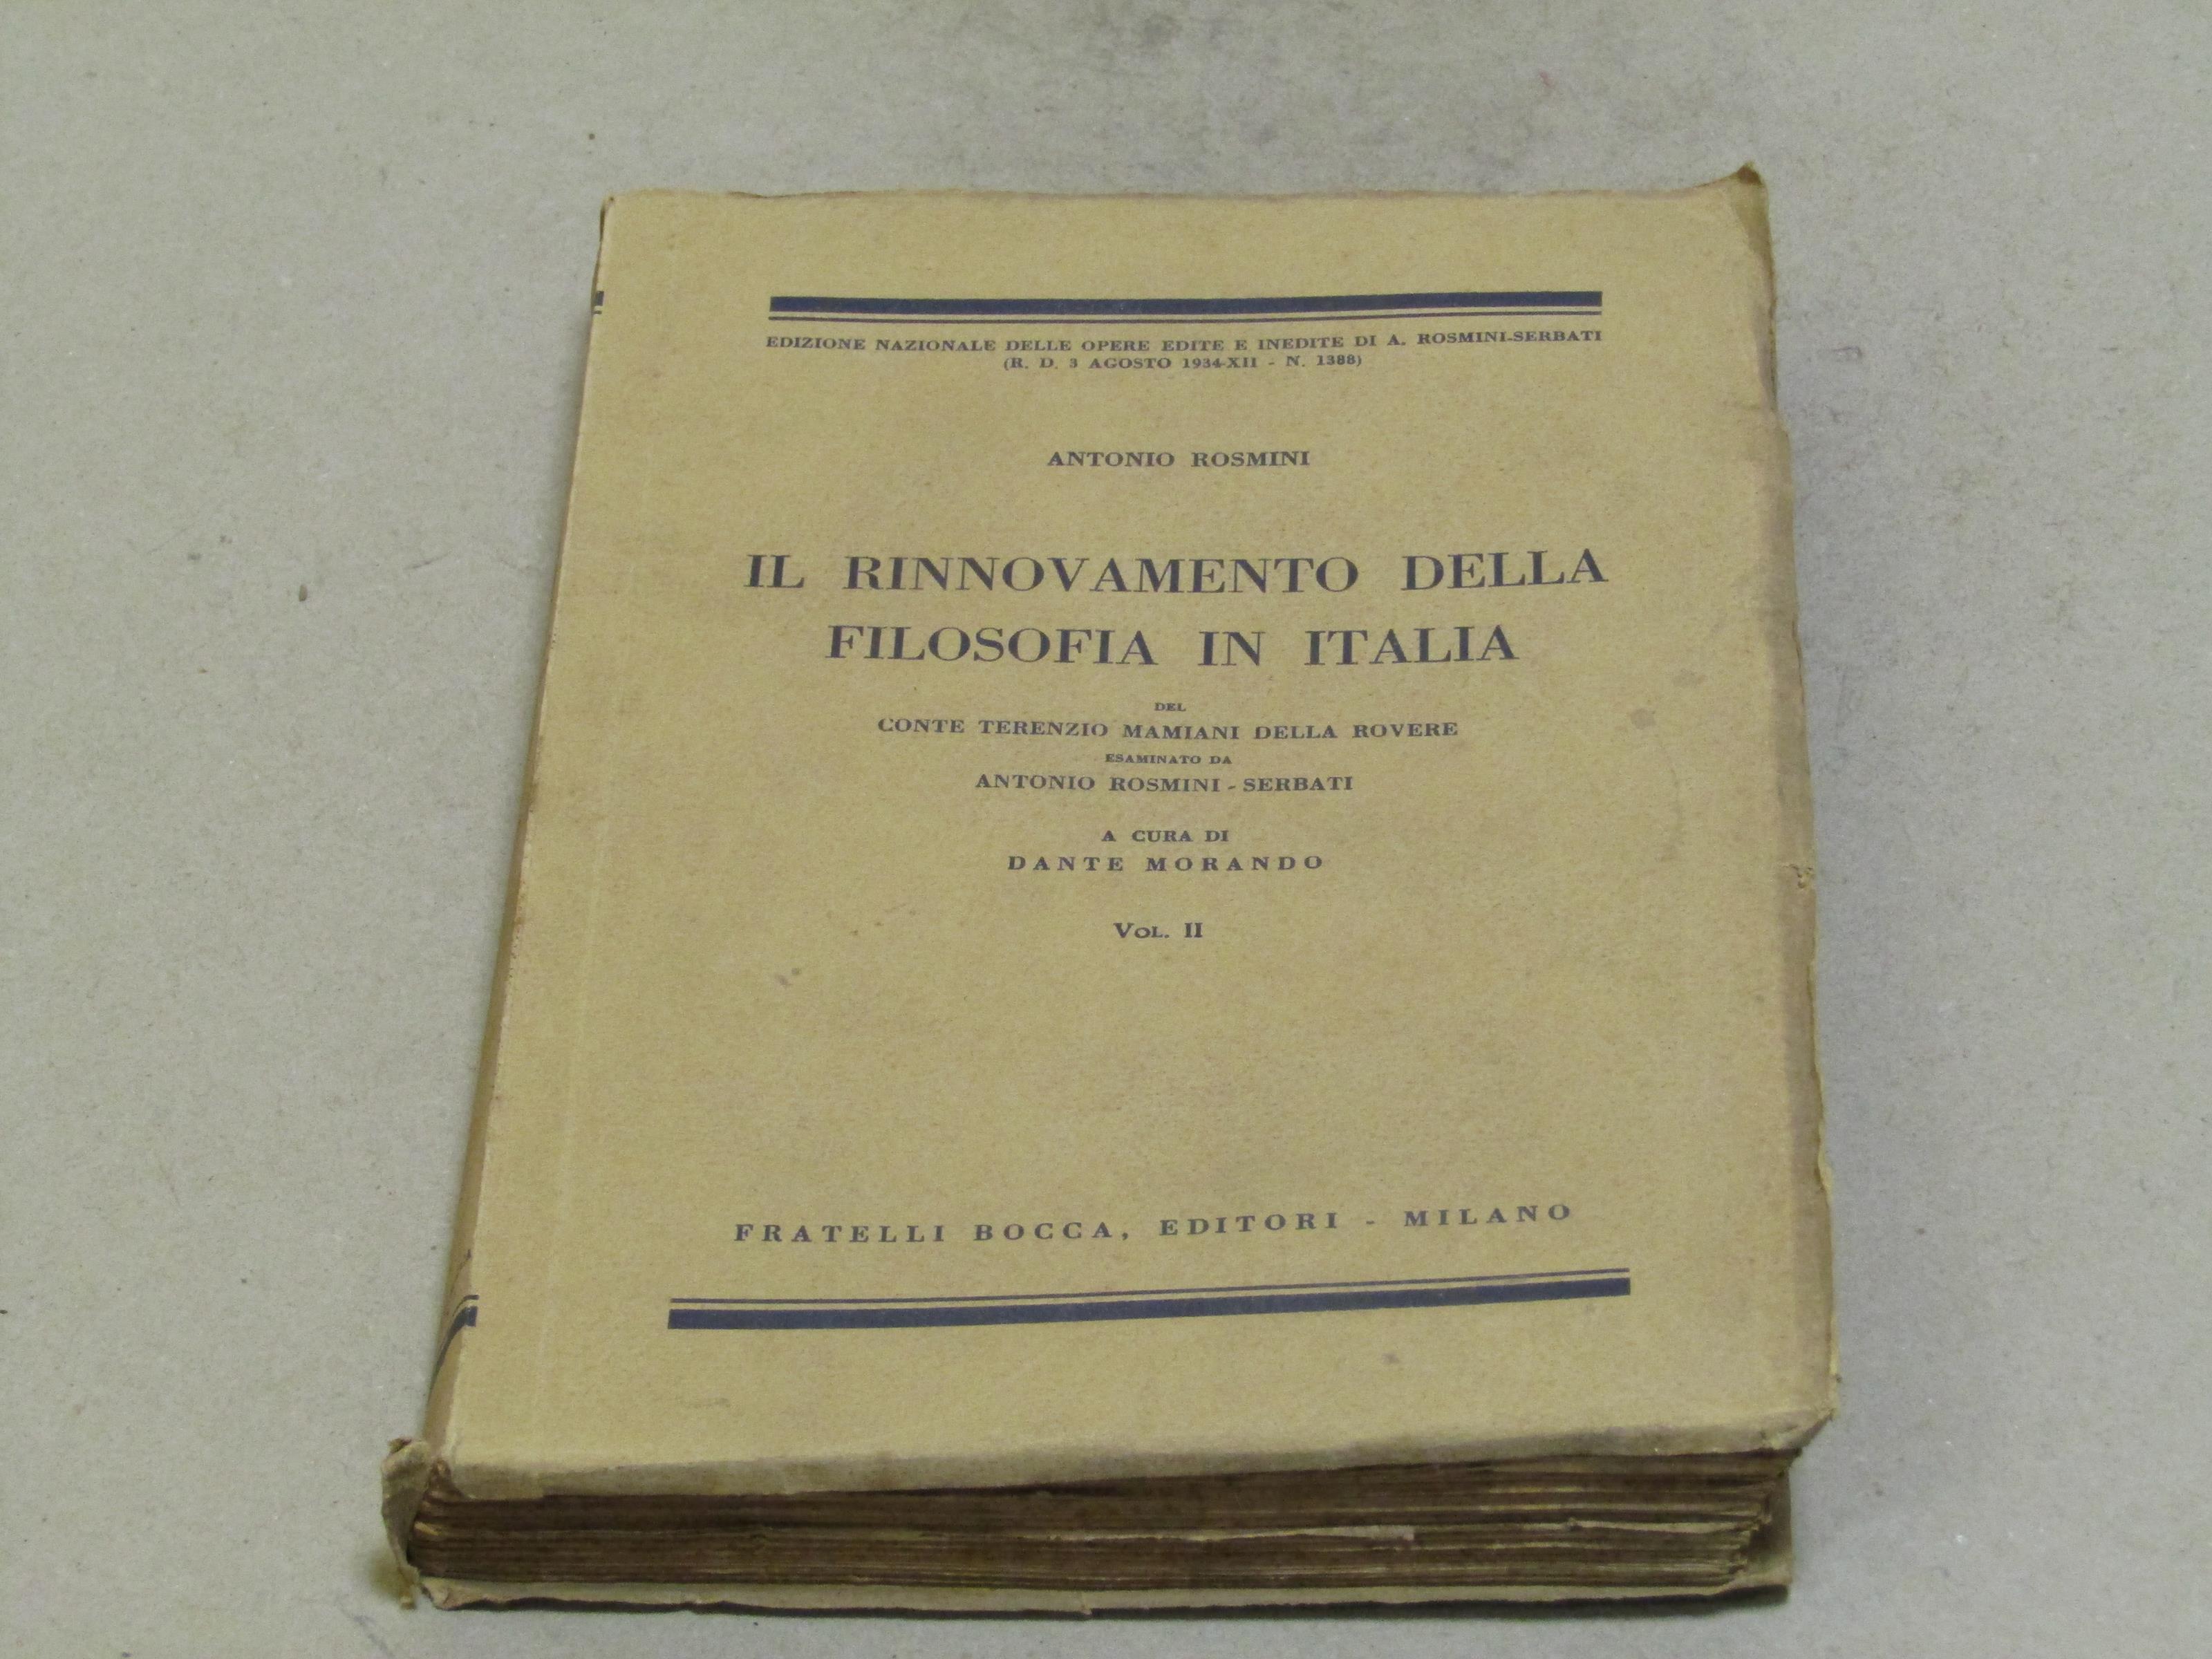 EDIZIONE NAZIONALE DELLE OPERE EDITE E INEDITE DI A. ROSMINI-SERBATI
(R. D. 3 AGOSTO 1934-XII - N. 1388)
ANTONIO ROSMINI
IL RINNOVAMENTO DELLA
FILOSOFIA IN ITALIA
DEL
CONTE TERENZIO MAMIANI DELLA ROVERE
ESAMINATO DA
ANTONIO ROSMINI - SERBATI
A CURA DI
DANTE MORANDO
VOL. II
FRATELLI BOCCA, EDITORI - MILANO